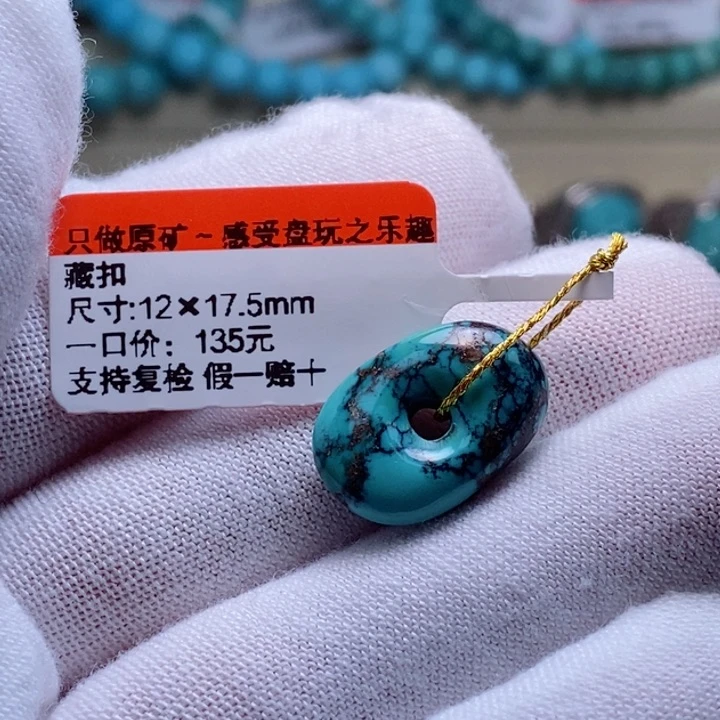 只做原矿~感受盘玩之乐趣
藏扣
尺寸:12×17.5mm
一口价：135元
支持复检 假一赔十